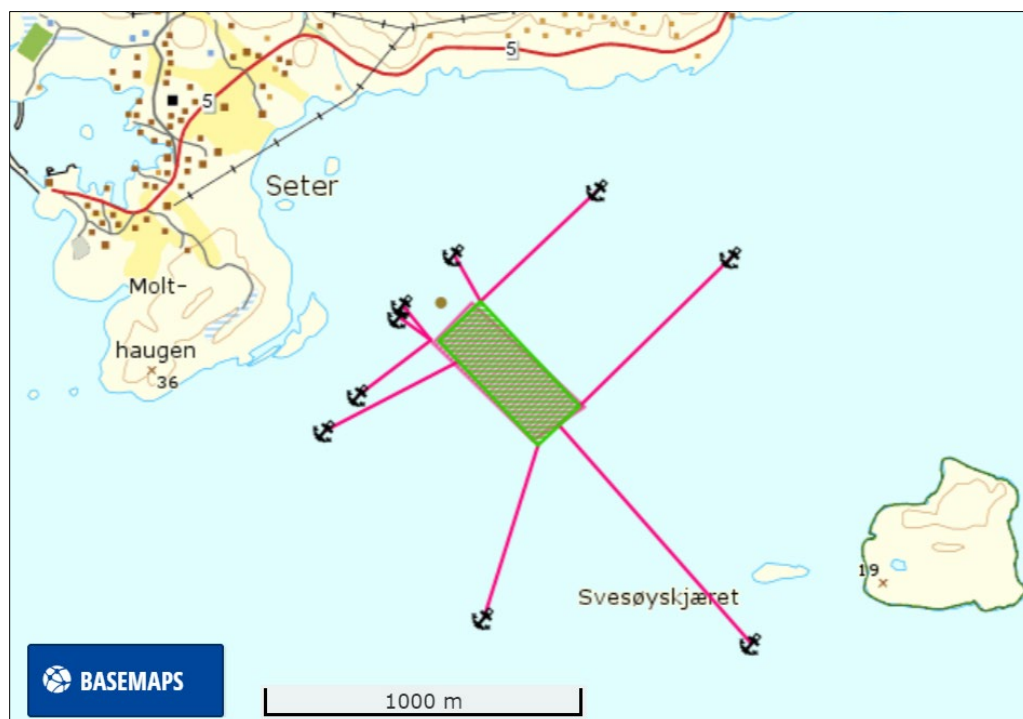 5
5
Seter
Molt-
haugen
36
19
Svesøyskjæret
BASEMAPS
1000 m